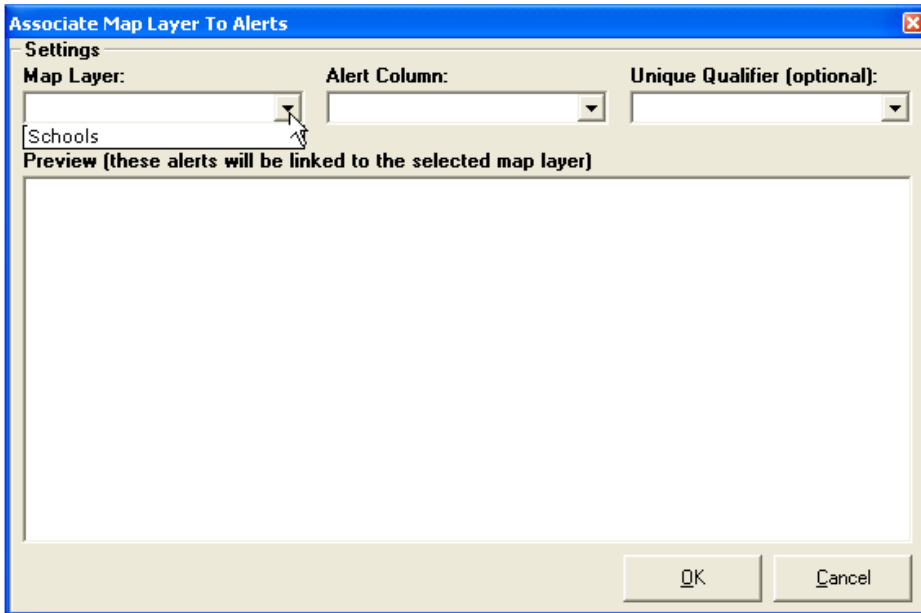 Associate Map Layer To Alerts
Settings
Map Layer: Alert Column: Unique Qualifier (optional):
Schools
Preview (these alerts will be linked to the selected map layer)
OK Cancel